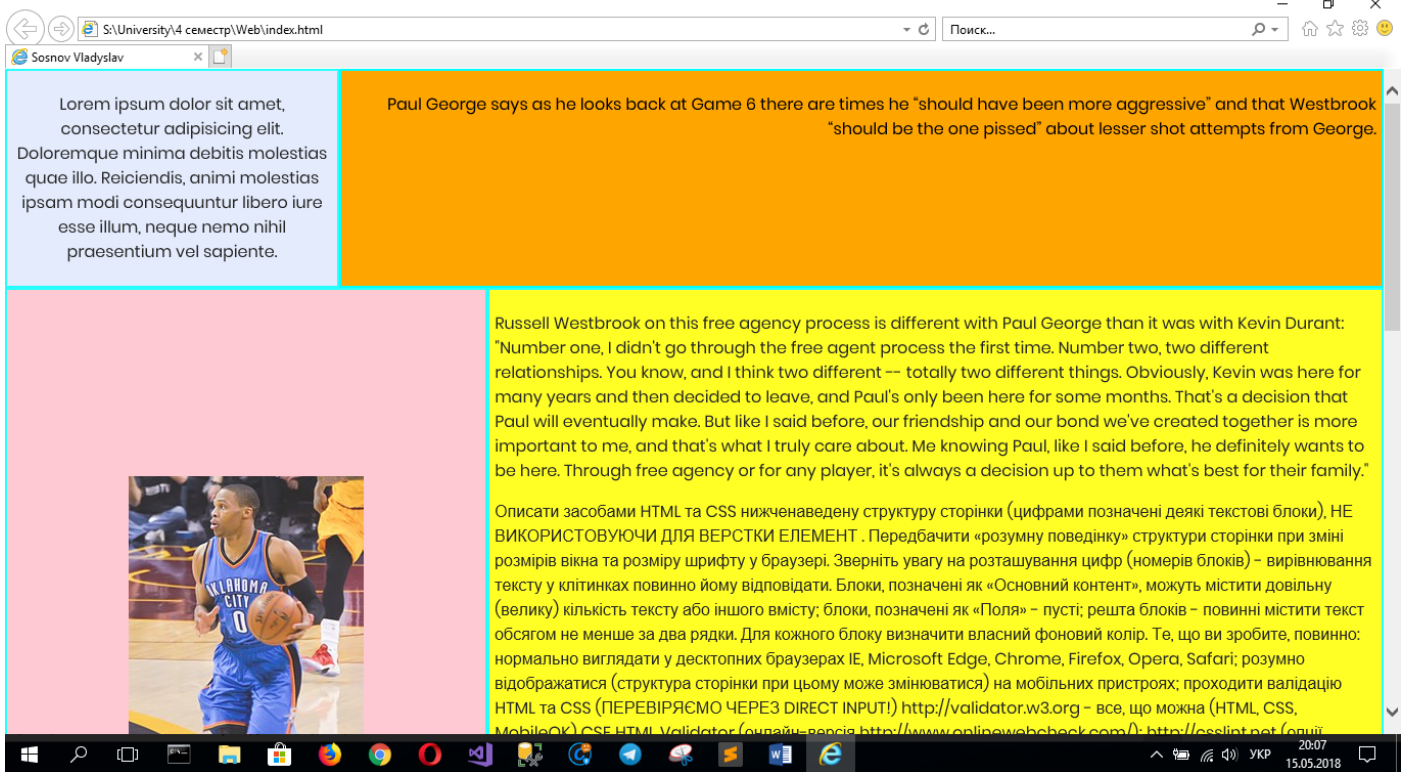 S:\University\4 семестр\Web\index.html
Поиск...
Sosnov Vladyslav
Lorem ipsum dolor sit amet,
consectetur adipisicing elit.
Doloremque minima debitis molestias
quae illo. Reiciendis, animi molestias
ipsam modi consequuntur libero iure
esse illum, neque nemo nihil
praesentium vel sapiente.
Paul George says as he looks back at Game 6 there are times he “should have been more aggressive” and that Westbrook
“should be the one pissed” about lesser shot attempts from George.
OKLAHOMA
CITY
0
Russell Westbrook on this free agency process is different with Paul George than it was with Kevin Durant:
"Number one, I didn't go through the free agent process the first time. Number two, two different
relationships. You know, and I think two different -- totally two different things. Obviously, Kevin was here for
many years and then decided to leave, and Paul's only been here for some months. That's a decision that
Paul will eventually make. But like I said before, our friendship and our bond we've created together is more
important to me, and that's what I truly care about. Me knowing Paul, like I said before, he definitely wants to
be here. Through free agency or for any player, it's always a decision up to them what's best for their family."
Описати засобами HTML та CSS нижченаведену структуру сторінки (цифрами позначені деякі текстові блоки), НЕ
ВИКОРИСТОВУЮЧИ ДЛЯ ВЕРСТКИ ЕЛЕМЕНТ . Передбачити «розумну поведінку» структури сторінки при зміні
розмірів вікна та розміру шрифту у браузері. Зверніть увагу на розташування цифр (номерів блоків) – вирівнювання
тексту у клітинках повинно йому відповідати. Блоки, позначені як «Основний контент», можуть містити довільну
(велику) кількість тексту або іншого вмісту; блоки, позначені як «Поля» – пусті; решта блоків – повинні містити текст
обсягом не менше за два рядки. Для кожного блоку визначити власний фоновий колір. Те, що ви зробите, повинно:
нормально виглядати у десктопних браузерах IE, Microsoft Edge, Chrome, Firefox, Opera, Safari; розумно
відображатися (структура сторінки при цьому може змінюватися) на мобільних пристроях; проходити валідацію
HTML та CSS (ПЕРЕВІРЯЄМО ЧЕРЕЗ DIRECT INPUT!) http://validator.w3.org - все, що можна (HTML, CSS,
MobileOK) CSE HTML Validator (онлайн-версія http://www.onlinewebcheck.com/); http://csslint.net (опції
УКР
20:07
15.05.2018